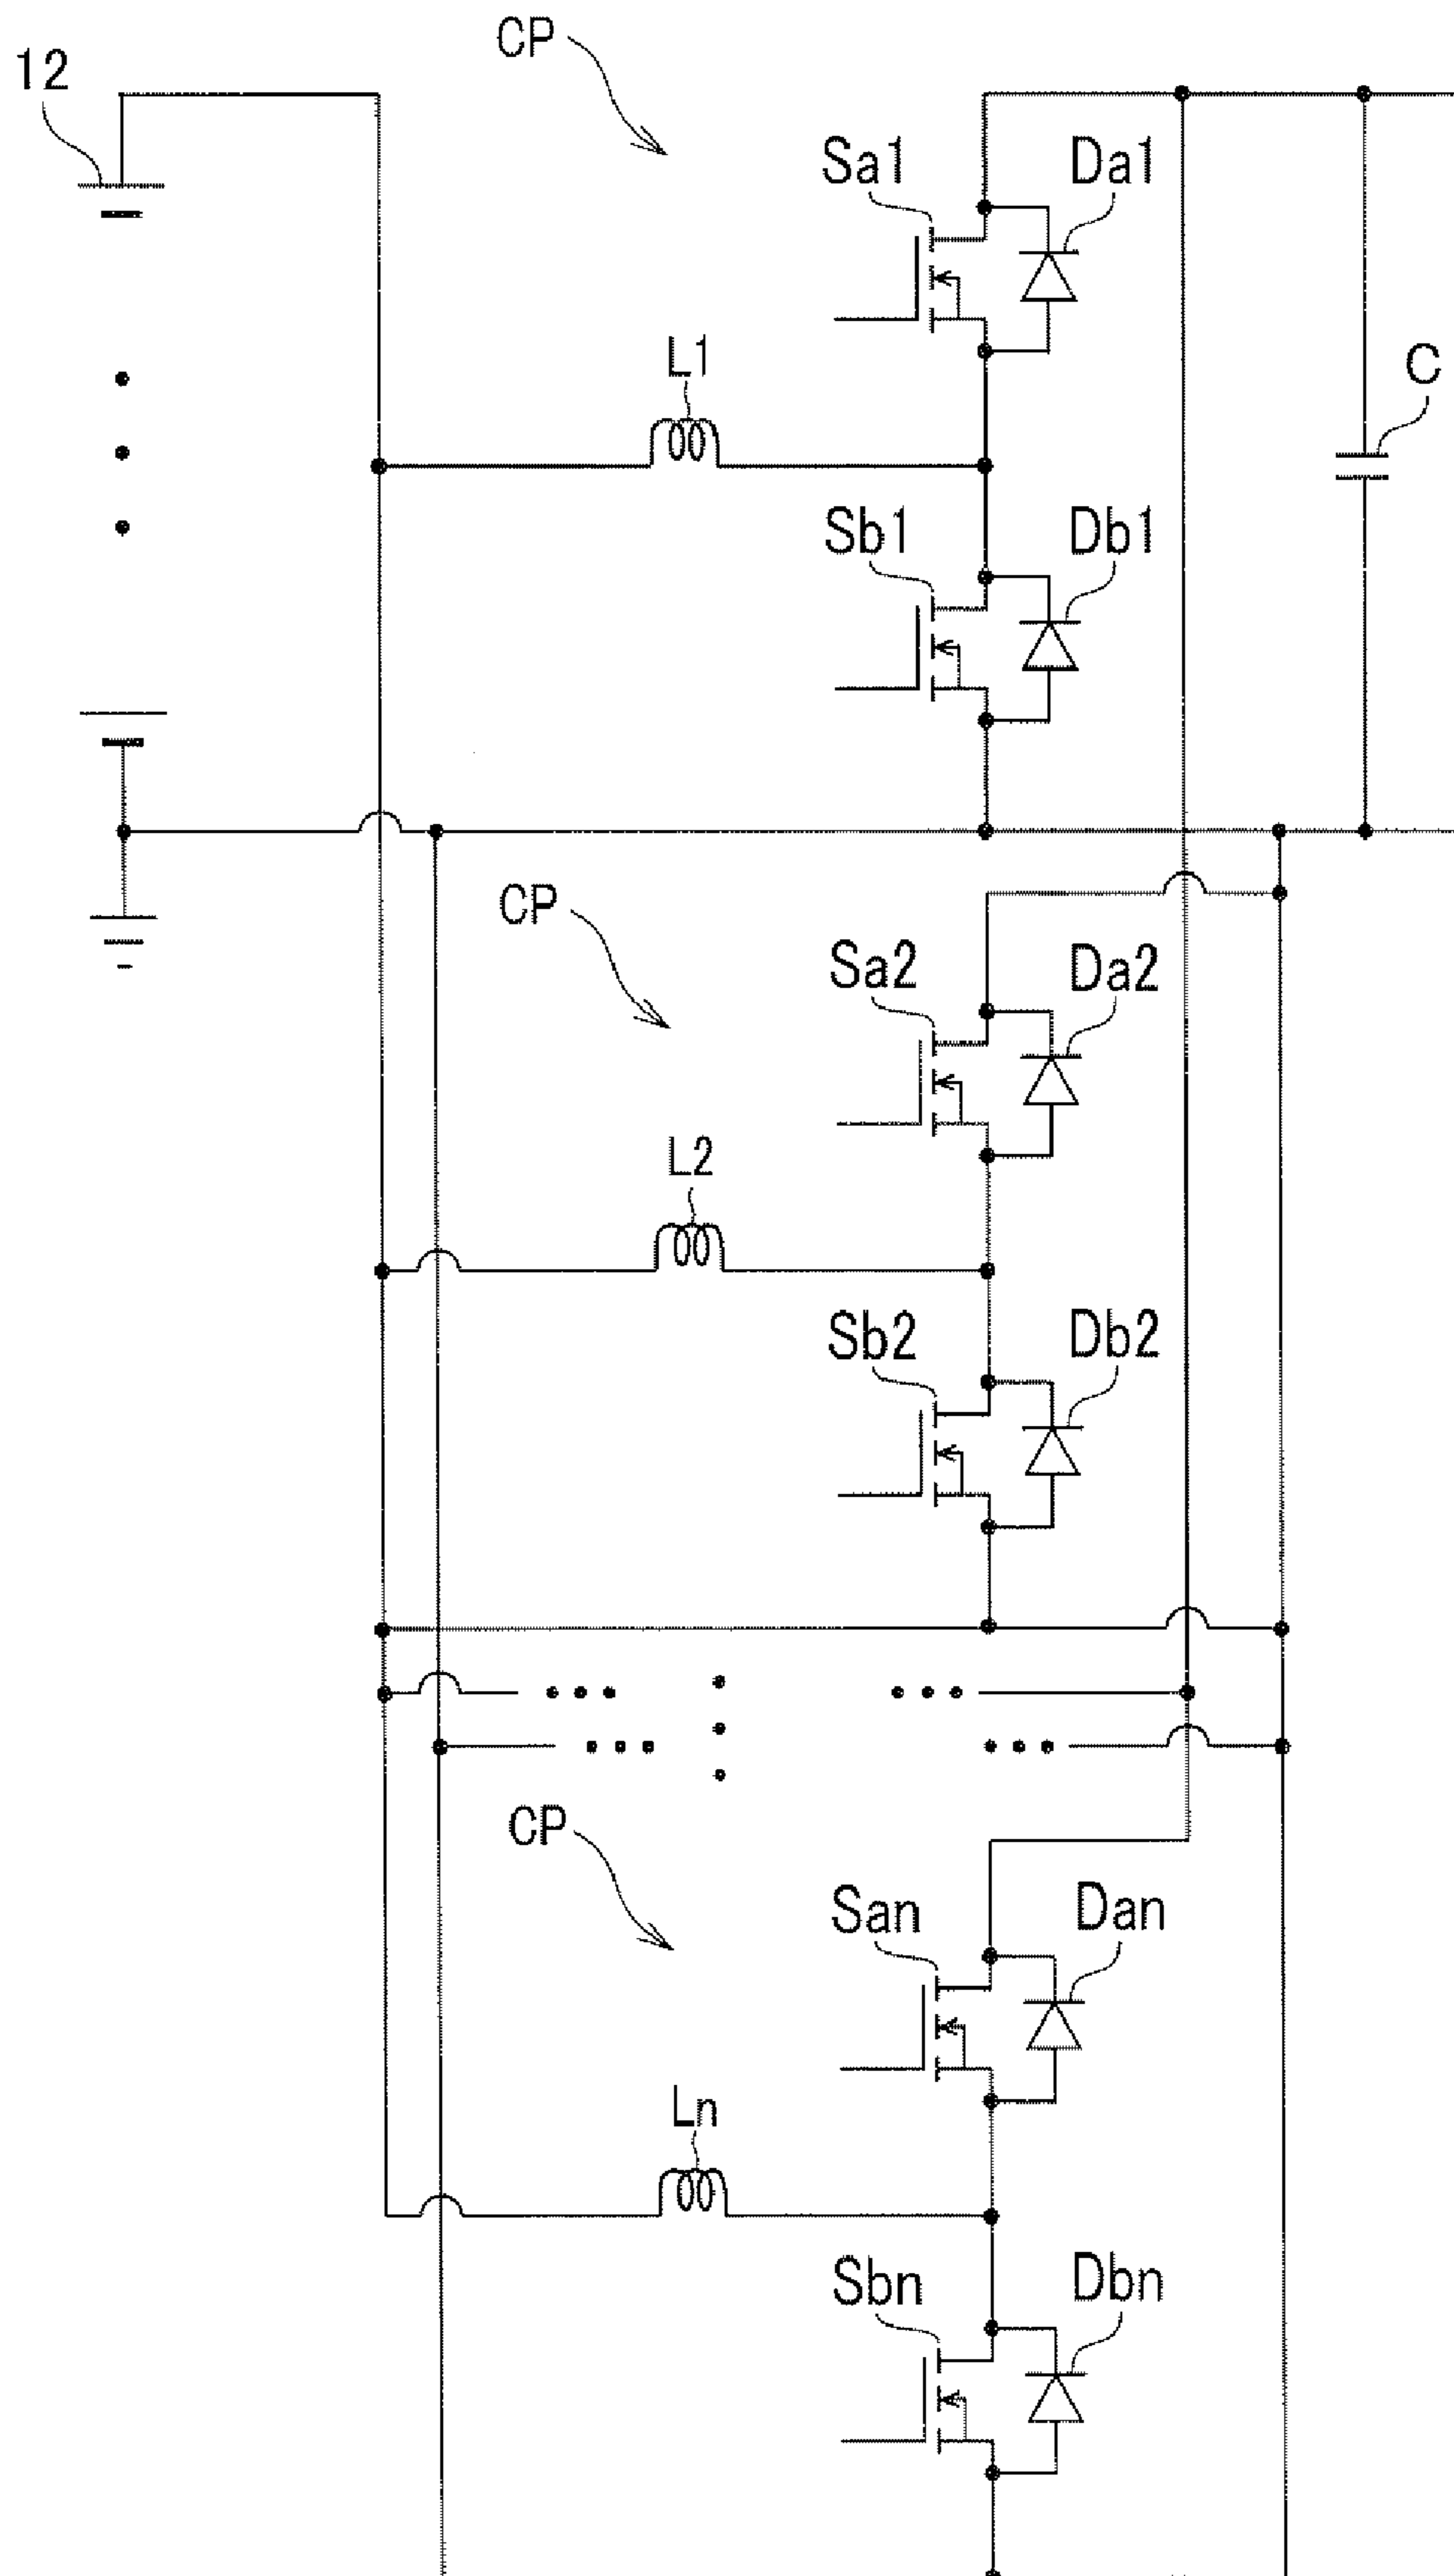 CP
12
Sa1
Da1
L1
C
Sb1
Db1
CP
Sa2
Da2
L2
Sb2
Db2
CP
San
Dan
Ln
Sbn
Dbn